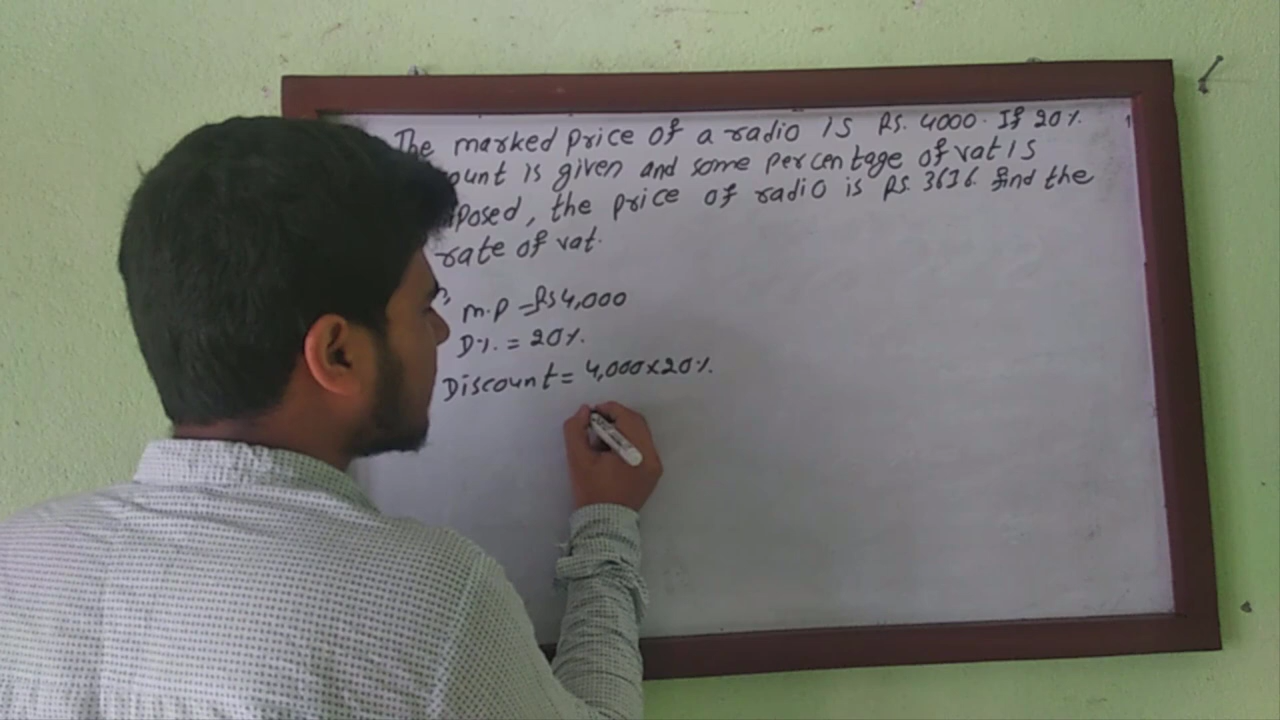 The marked price of a radio is Rs. 4000. If 20%
ount is given and some percentage of vat is
posed, the price of radio is Rs. 3616. find the
rate of vat.
M.P = Rs 4,000
D%. = 20%.
Discount = 4,000×20%.